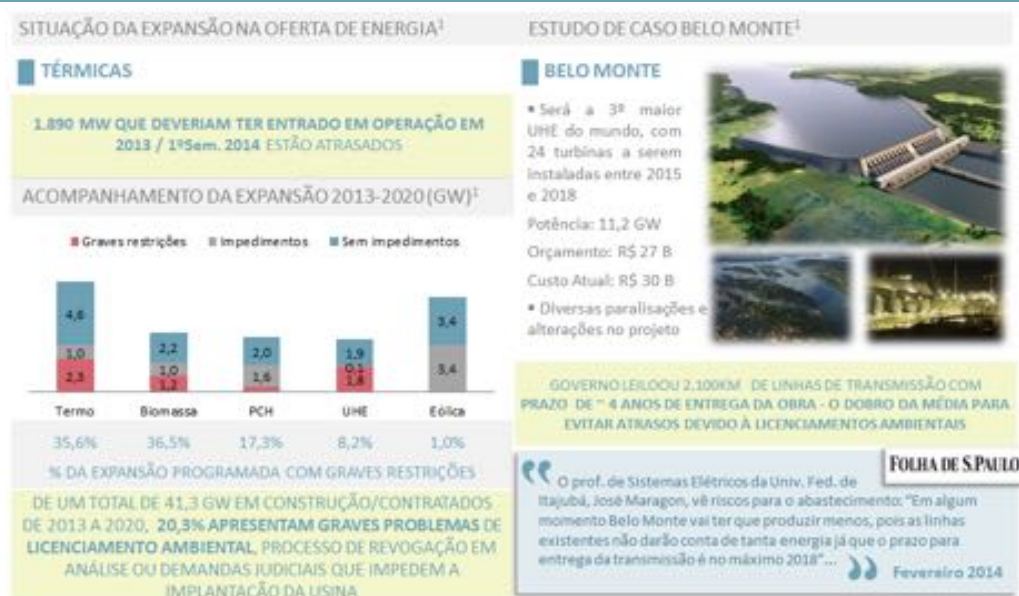 SITUAÇÃO DA EXPANSÃO NA OFERTA DE ENERGIA¹
TÉRMICAS
1.890 MW QUE DEVERIAM TER ENTRADO EM OPERAÇÃO EM
2013 / 1ºSem. 2014 ESTÃO ATRASADOS
ACOMPANHAMENTO DA EXPANSÃO 2013-2020 (GW)¹
Graves restrições Impedimentos Sem impedimentos
4,6
1,0
2,3
2,2
1,0
1,2
2,0
1,6
1,9
0,1
1,8
3,4
3,4
Termo Biomassa PCH UHE Eólica
35,6% 36,5% 17,3% 8,2% 1,0%
% DA EXPANSÃO PROGRAMADA COM GRAVES RESTRIÇÕES
DE UM TOTAL DE 41,3 GW EM CONSTRUÇÃO/CONTRATADOS
DE 2013 A 2020, 20,3% APRESENTAM GRAVES PROBLEMAS DE
LICENCIAMENTO AMBIENTAL, PROCESSO DE REVOGAÇÃO EM
ANÁLISE OU DEMANDAS JUDICIAIS QUE IMPEDEM A
IMPLANTAÇÃO DA USINA
ESTUDO DE CASO BELO MONTE¹
BELO MONTE
▪ Será a 3ª maior
UHE do mundo, com
24 turbinas a serem
instaladas entre 2015
e 2018
Potência: 11,2 GW
Orçamento: R$ 27 B
Custo Atual: R$ 30 B
▪ Diversas paralisações e
alterações no projeto
GOVERNO LEILOOU 2.100KM DE LINHAS DE TRANSMISSÃO COM
PRAZO DE ~ 4 ANOS DE ENTREGA DA OBRA - O DOBRO DA MÉDIA PARA
EVITAR ATRASOS DEVIDO À LICENCIAMENTOS AMBIENTAIS
FOLHA DE S.PAULO
“ O prof. de Sistemas Elétricos da Univ. Fed. de
Itajubá, José Maragon, vê riscos para o abastecimento: "Em algum
momento Belo Monte vai ter que produzir menos, pois as linhas
existentes não darão conta de tanta energia já que o prazo para
entrega da transmissão é no máximo 2018"... ”
Fevereiro 2014